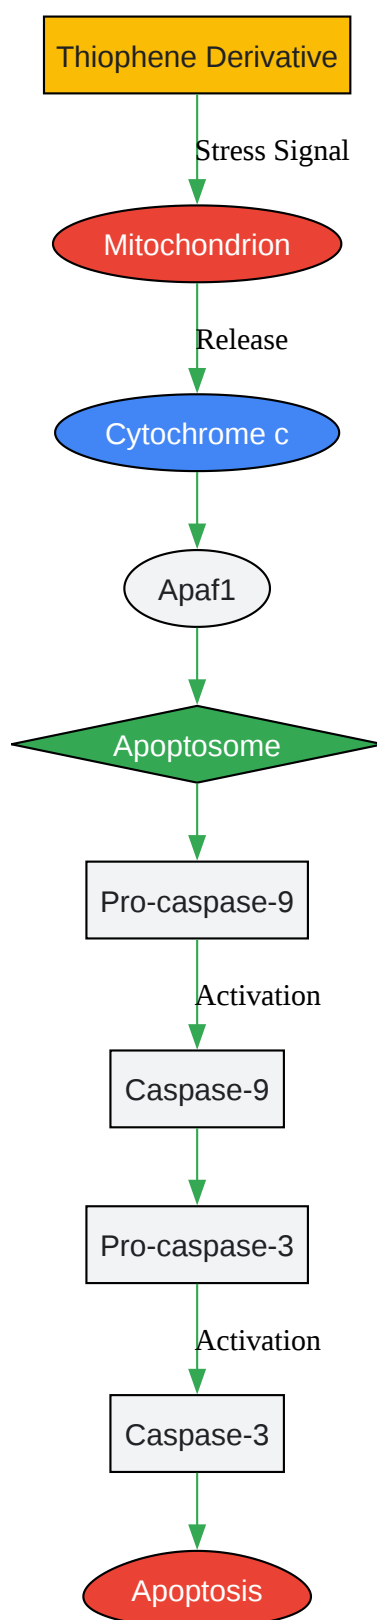 Thiophene Derivative
Stress Signal
Mitochondrion
Release
Cytochrome c
Apaf1
Apoptosome
Pro-caspase-9
Activation
Caspase-9
Pro-caspase-3
Activation
Caspase-3
Apoptosis